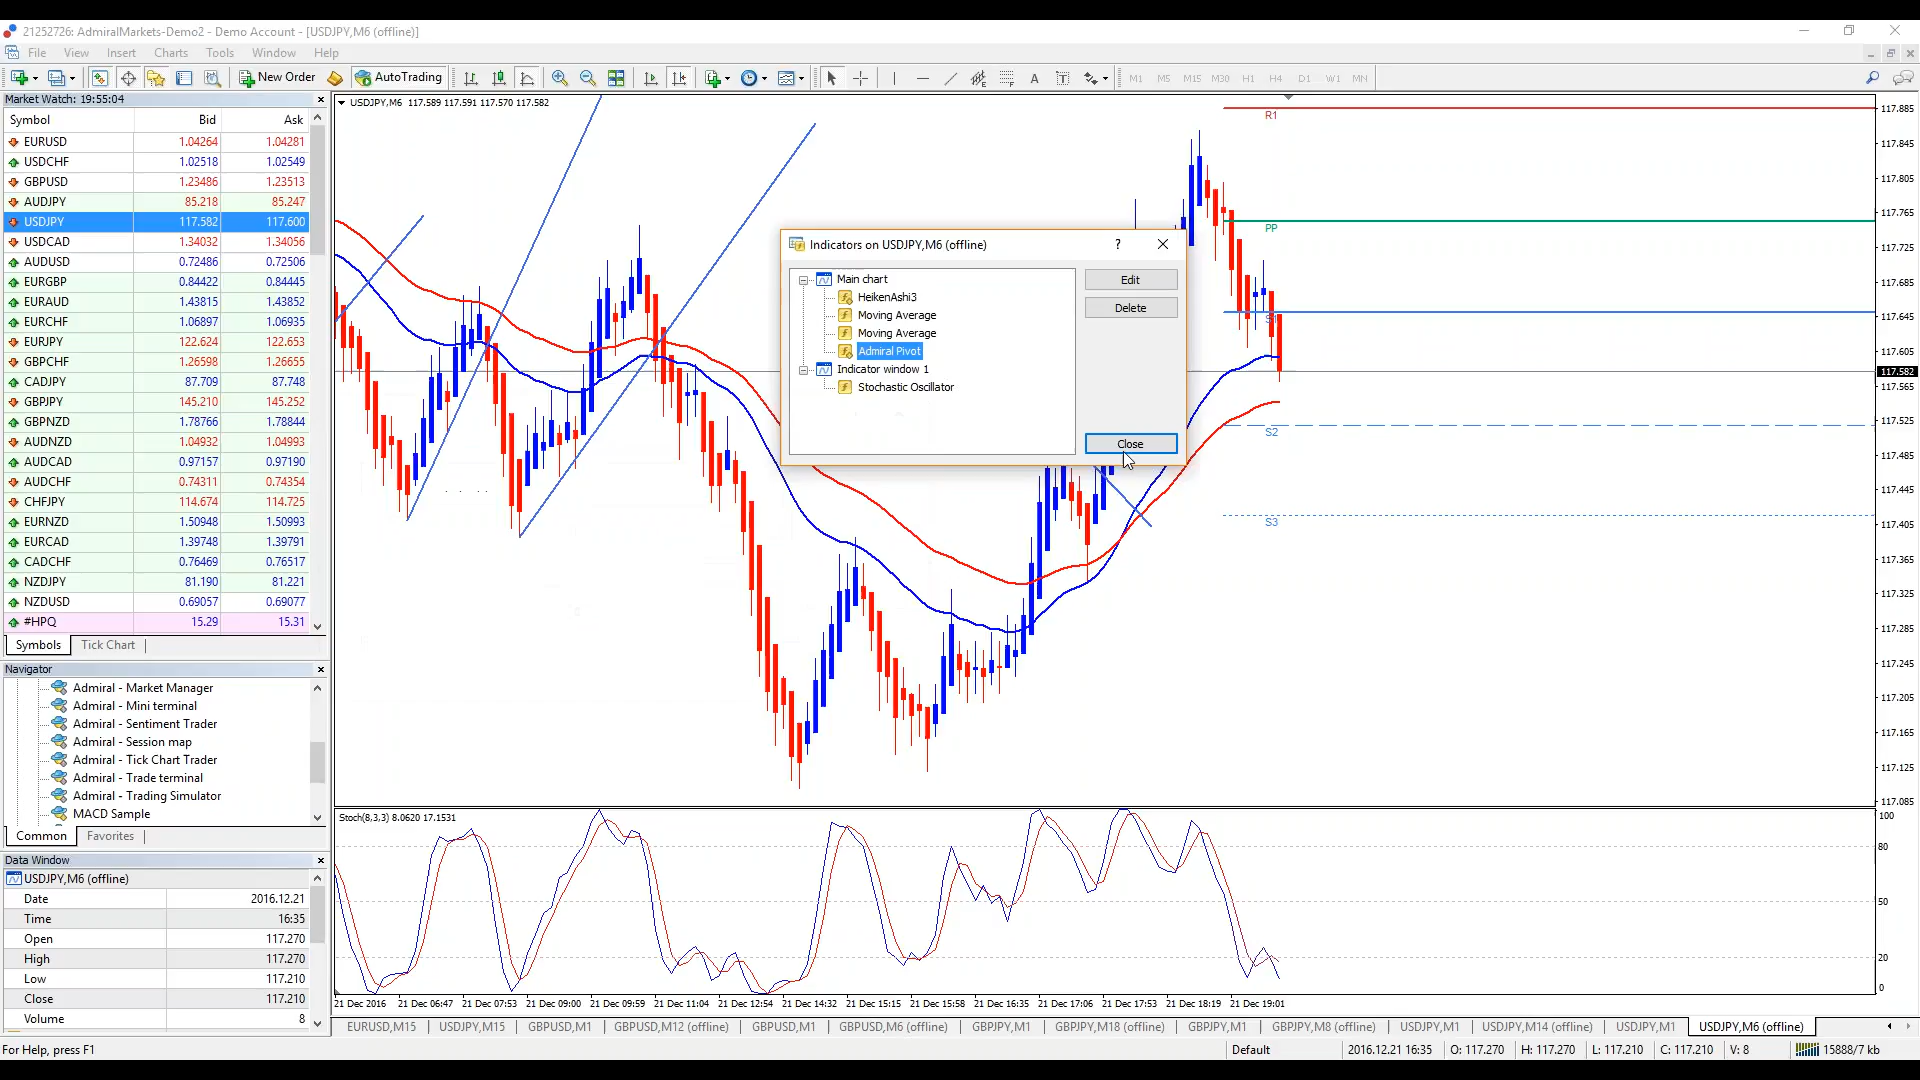 21252726: AdmiralMarkets-Demo2 - Demo Account - [USDJPY,M6 (offline)]
File View Insert Charts Tools Window Help
New Order AutoTrading A T M1 M5 M15 M30 H1 H4 D1 W1 MN
Market Watch: 19:55:04
Symbol Bid Ask
EURUSD 1.04264 1.04281
USDCHF 1.02518 1.02549
GBPUSD 1.23486 1.23513
AUDJPY 85.218 85.247
USDJPY 117.582 117.600
USDCAD 1.34032 1.34056
AUDUSD 0.72486 0.72506
EURGBP 0.84422 0.84445
EURAUD 1.43815 1.43852
EURCHF 1.06897 1.06935
EURJPY 122.624 122.653
GBPCHF 1.26598 1.26655
CADJPY 87.709 87.748
GBPJPY 145.210 145.252
GBPNZD 1.78766 1.78844
AUDNZD 1.04932 1.04993
AUDCAD 0.97157 0.97190
AUDCHF 0.74311 0.74354
CHFJPY 114.674 114.725
EURNZD 1.50948 1.50993
EURCAD 1.39748 1.39791
CADCHF 0.76469 0.76517
NZDJPY 81.190 81.221
NZDUSD 0.69057 0.69077
#HPQ 15.29 15.31
Symbols Tick Chart
Navigator
Admiral - Market Manager
Admiral - Mini terminal
Admiral - Sentiment Trader
Admiral - Session map
Admiral - Tick Chart Trader
Admiral - Trade terminal
Admiral - Trading Simulator
MACD Sample
Common Favorites
Data Window
USDJPY,M6 (offline)
Date 2016.12.21
Time 16:35
Open 117.270
High 117.270
Low 117.210
Close 117.210
Volume 8
USDJPY,M6 117.589 117.591 117.570 117.582
R1
PP
S2
S3
Indicators on USDJPY,M6 (offline)
?
Main chart
HeikenAshi3
Moving Average
Moving Average
Admiral Pivot
Indicator window 1
Stochastic Oscillator
Edit
Delete
Close
117.885
117.845
117.805
117.765
117.725
117.685
117.645
117.605
117.582
117.565
117.525
117.485
117.445
117.405
117.365
117.325
117.285
117.245
117.205
117.165
117.125
117.085
Stoch(8,3,3) 8.0620 17.1531
100
80
50
20
0
21 Dec 2016 21 Dec 06:47 21 Dec 07:53 21 Dec 09:00 21 Dec 09:59 21 Dec 11:04 21 Dec 12:54 21 Dec 14:32 21 Dec 15:15 21 Dec 15:58 21 Dec 16:35 21 Dec 17:06 21 Dec 17:53 21 Dec 18:19 21 Dec 19:01
EURUSD,M15 USDJPY,M15 GBPUSD,M1 GBPUSD,M12 (offline) GBPUSD,M1 GBPUSD,M6 (offline) GBPJPY,M1 GBPJPY,M18 (offline) GBPJPY,M1 GBPJPY,M8 (offline) USDJPY,M1 USDJPY,M14 (offline) USDJPY,M1 USDJPY,M6 (offline)
For Help, press F1 Default 2016.12.21 16:35 O: 117.270 H: 117.270 L: 117.210 C: 117.210 V: 8 15888/7 kb